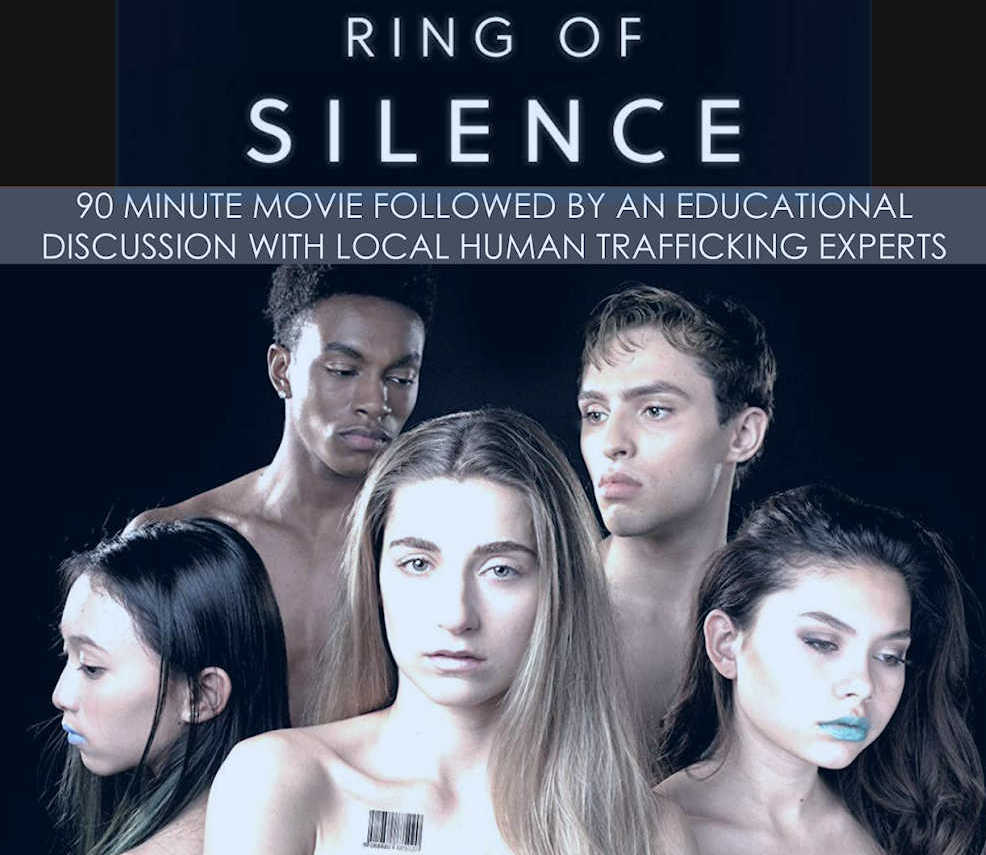 RING OF
SILENCE
90 MINUTE MOVIE FOLLOWED BY AN EDUCATIONAL
DISCUSSION WITH LOCAL HUMAN TRAFFICKING EXPERTS